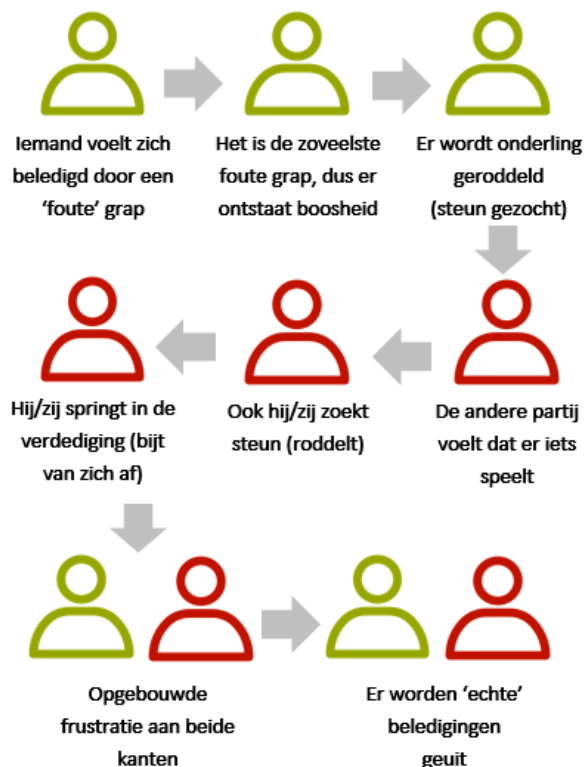 Iemand voelt zich
beledigd door een
'foute' grap
Het is de zoveelste
foute grap, dus er
ontstaat boosheid
Er wordt onderling
geroddeld
(steun gezocht)
De andere partij
voelt dat er iets
speelt
Ook hij/zij zoekt
steun (roddelt)
Hij/zij springt in de
verdediging (bijt
van zich af)
Opgebouwde
frustratie aan beide
kanten
Er worden 'echte'
beledigingen
geuit